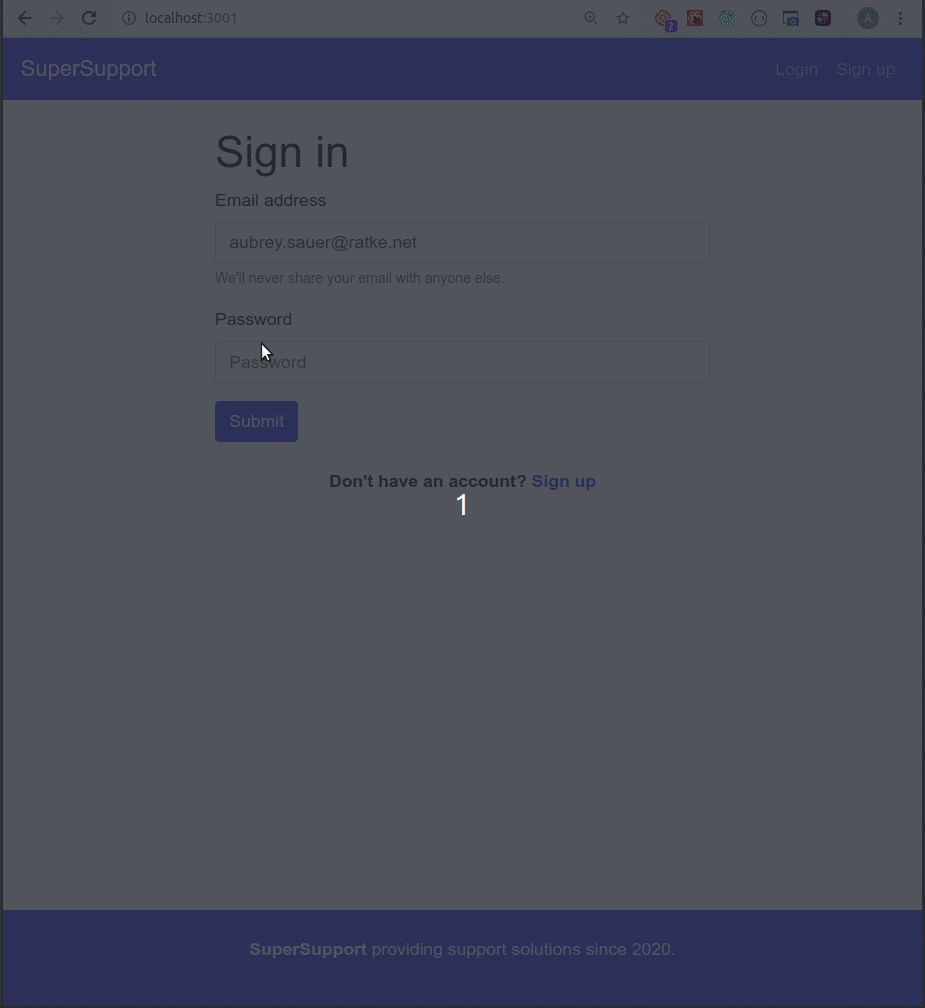 localhost:3001
2
A
SuperSupport
Login Sign up
Sign in
Email address
aubrey.sauer@ratke.net
We'll never share your email with anyone else.
Password
Password
Submit
Don't have an account? Sign up
1
SuperSupport providing support solutions since 2020.